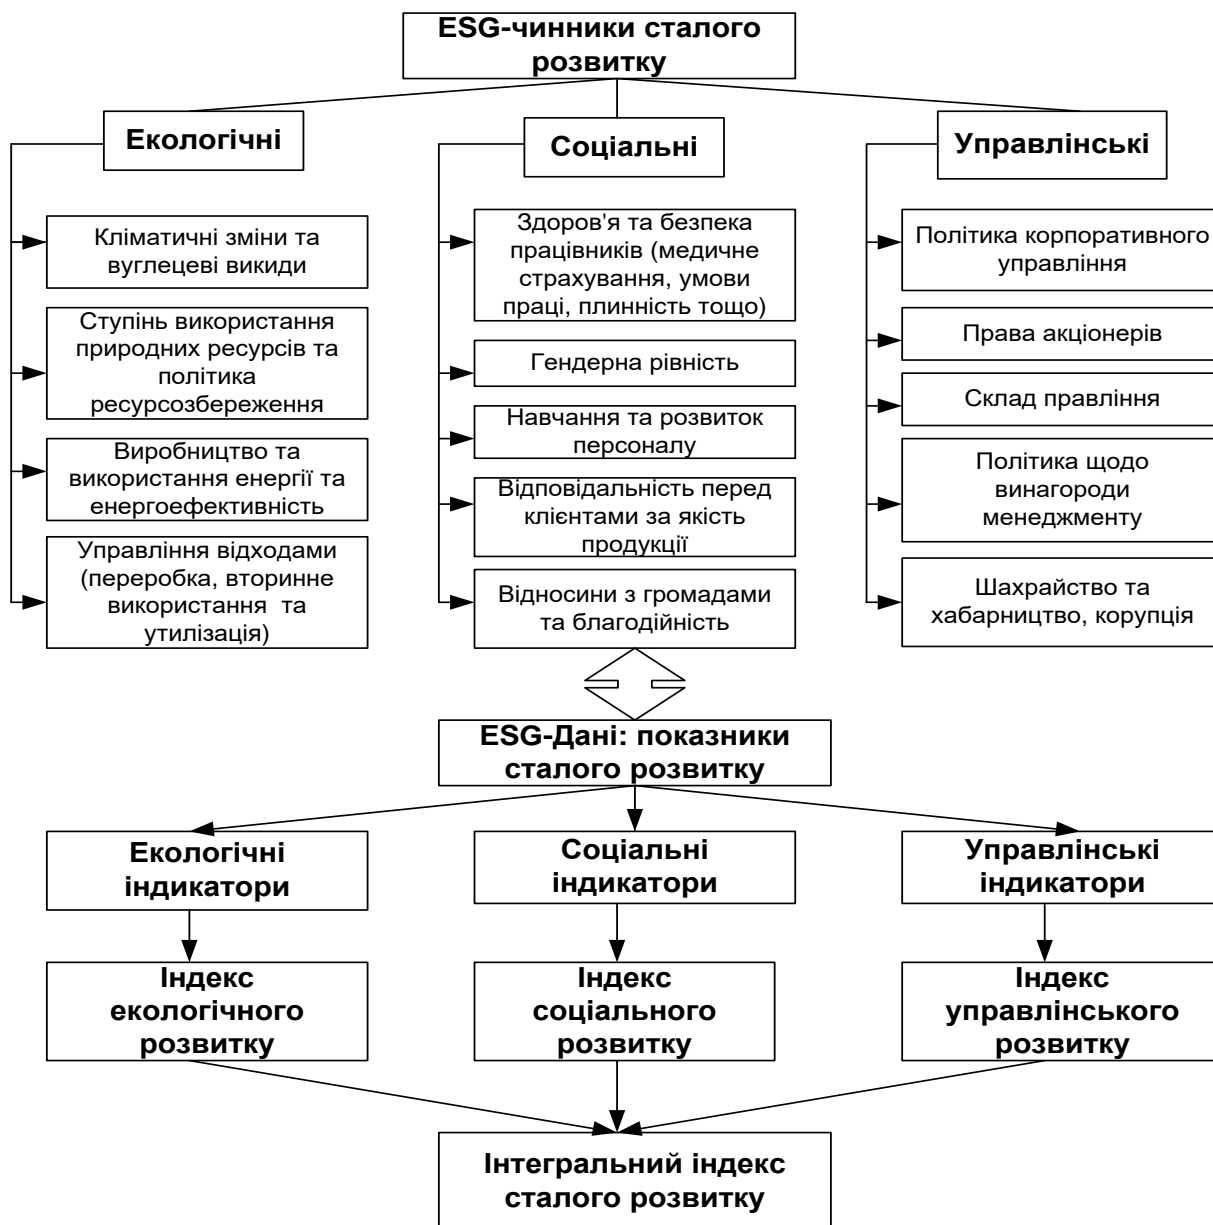 ESG-чинники сталого
розвитку
Екологічні
Соціальні
Управлінські
Кліматичні зміни та
вуглецеві викиди
Ступінь використання
природних ресурсів та
політика
ресурсозбереження
Виробництво та
використання енергії та
енергоефективність
Управління відходами
(переробка, вторинне
використання та
утилізація)
Здоров'я та безпека
працівників (медичне
страхування, умови
праці, плинність тощо)
Гендерна рівність
Навчання та розвиток
персоналу
Відповідальність перед
клієнтами за якість
продукції
Відносини з громадами
та благодійність
Політика корпоративного
управління
Права акціонерів
Склад правління
Політика щодо
винагороди
менеджменту
Шахрайство та
хабарництво, корупція
ESG-Дані: показники
сталого розвитку
Екологічні
індикатори
Соціальні
індикатори
Управлінські
індикатори
Індекс
екологічного
розвитку
Індекс
соціального
розвитку
Індекс
управлінського
розвитку
Інтегральний індекс
сталого розвитку